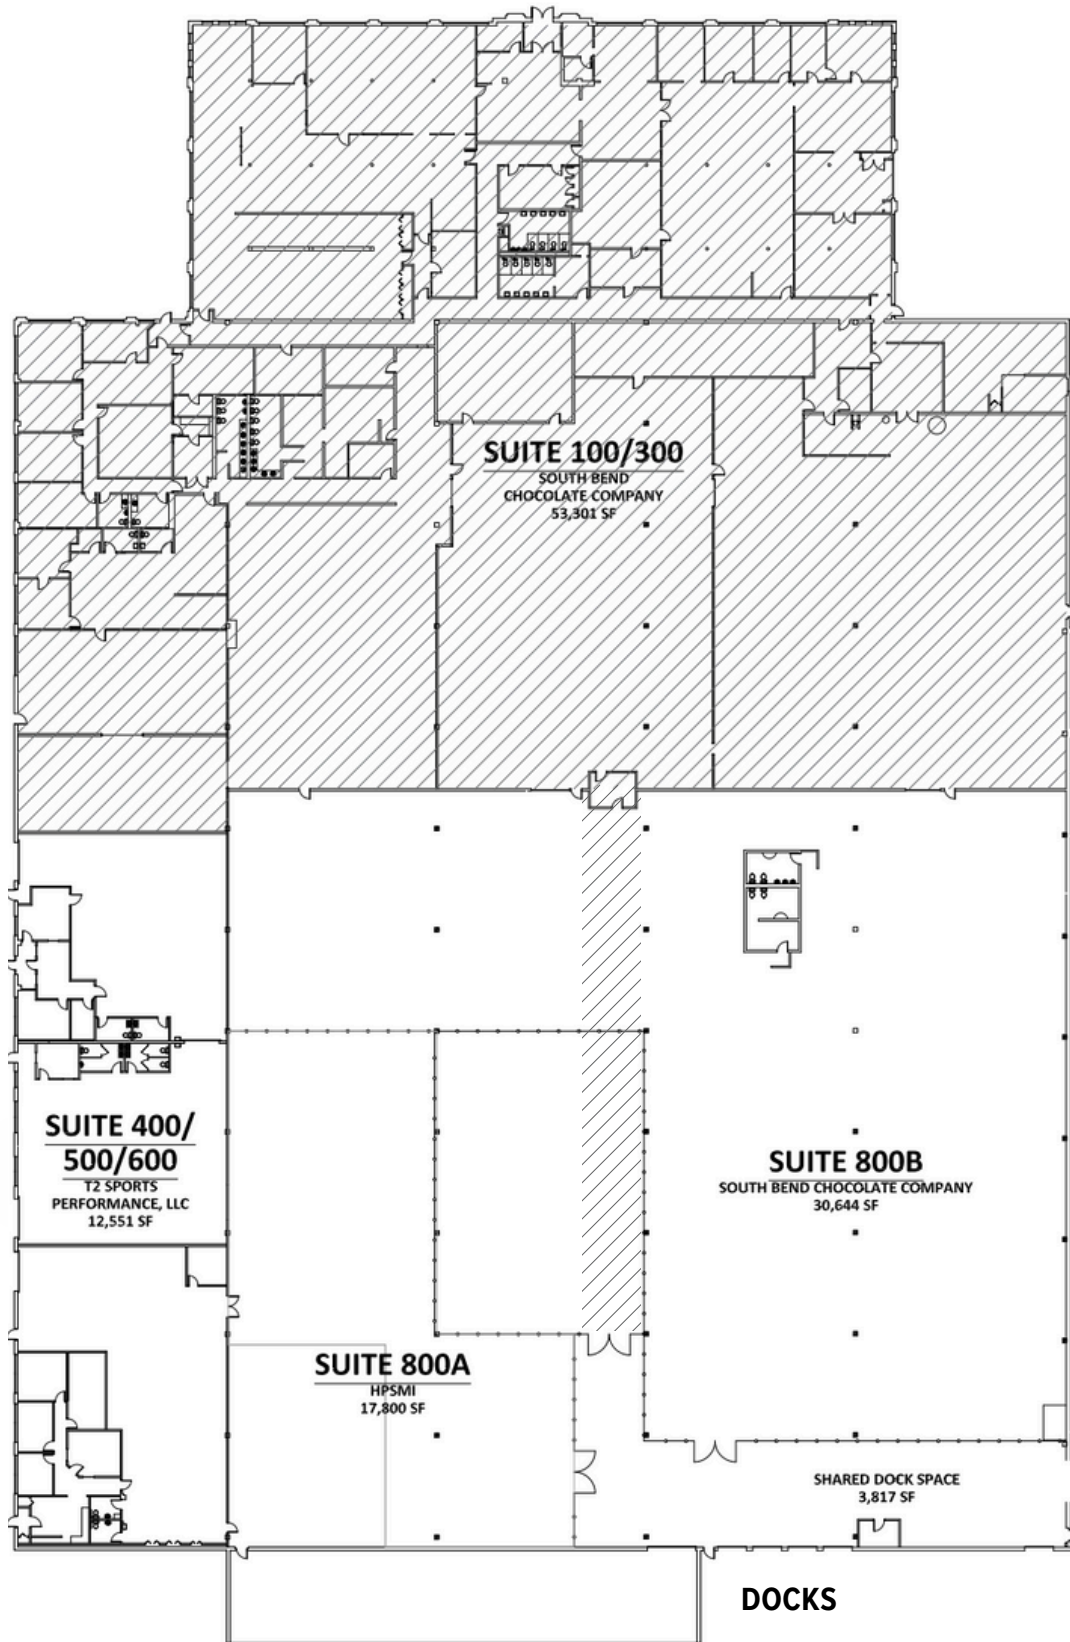 SUITE 100/300
SOUTH BEND
CHOCOLATE COMPANY
53,301 SF
SUITE 400/
500/600
T2 SPORTS
PERFORMANCE, LLC
12,551 SF
SUITE 800B
SOUTH BEND CHOCOLATE COMPANY
30,644 SF
SUITE 800A
HPSMI
17,800 SF
SHARED DOCK SPACE
3,817 SF
DOCKS